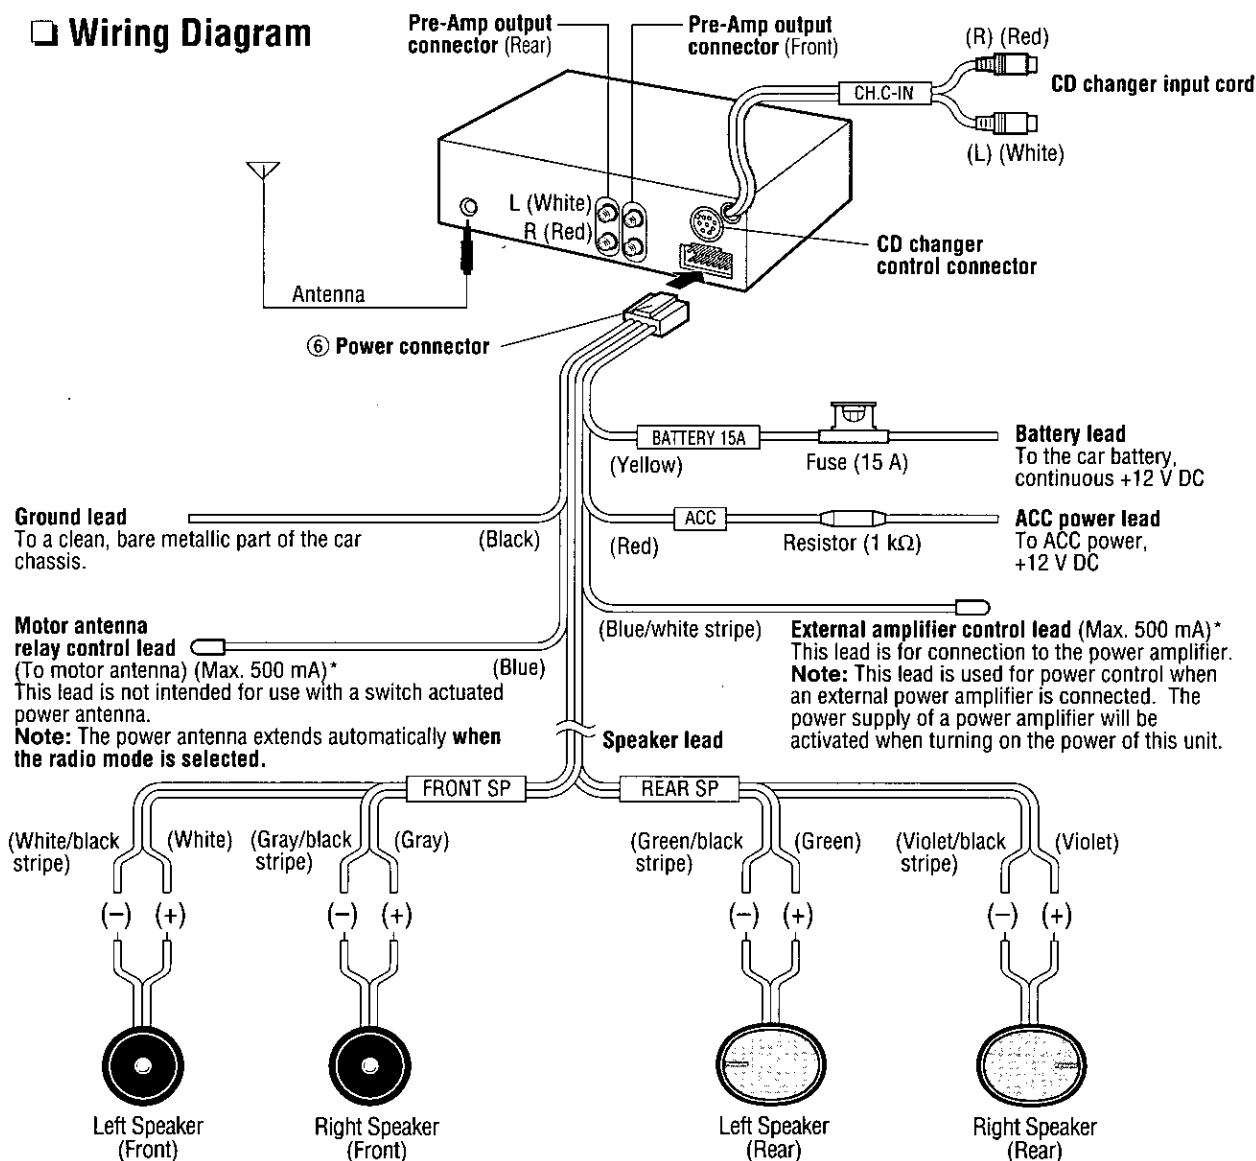 ❏ Wiring Diagram
Pre-Amp output
connector (Rear)
Pre-Amp output
connector (Front)
(R) (Red)
CH.C-IN
CD changer input cord
(L) (White)
L (White)
R (Red)
CD changer
control connector
Antenna
⑥ Power connector
BATTERY 15A
(Yellow)
Fuse (15 A)
Battery lead
To the car battery,
continuous +12 V DC
Ground lead
To a clean, bare metallic part of the car
chassis.
(Black)
ACC
(Red)
Resistor (1 kΩ)
ACC power lead
To ACC power,
+12 V DC
Motor antenna
relay control lead
(To motor antenna) (Max. 500 mA)*
This lead is not intended for use with a switch actuated
power antenna.
Note: The power antenna extends automatically when
the radio mode is selected.
(Blue)
(Blue/white stripe)
External amplifier control lead (Max. 500 mA)*
This lead is for connection to the power amplifier.
Note: This lead is used for power control when
an external power amplifier is connected. The
power supply of a power amplifier will be
activated when turning on the power of this unit.
Speaker lead
FRONT SP
REAR SP
(White/black
stripe)
(White)
(Gray/black
stripe)
(Gray)
(Green/black
stripe)
(Green)
(Violet/black
stripe)
(Violet)
(−) (+)
(−) (+)
(−) (+)
(−) (+)
Left Speaker
(Front)
Right Speaker
(Front)
Left Speaker
(Rear)
Right Speaker
(Rear)